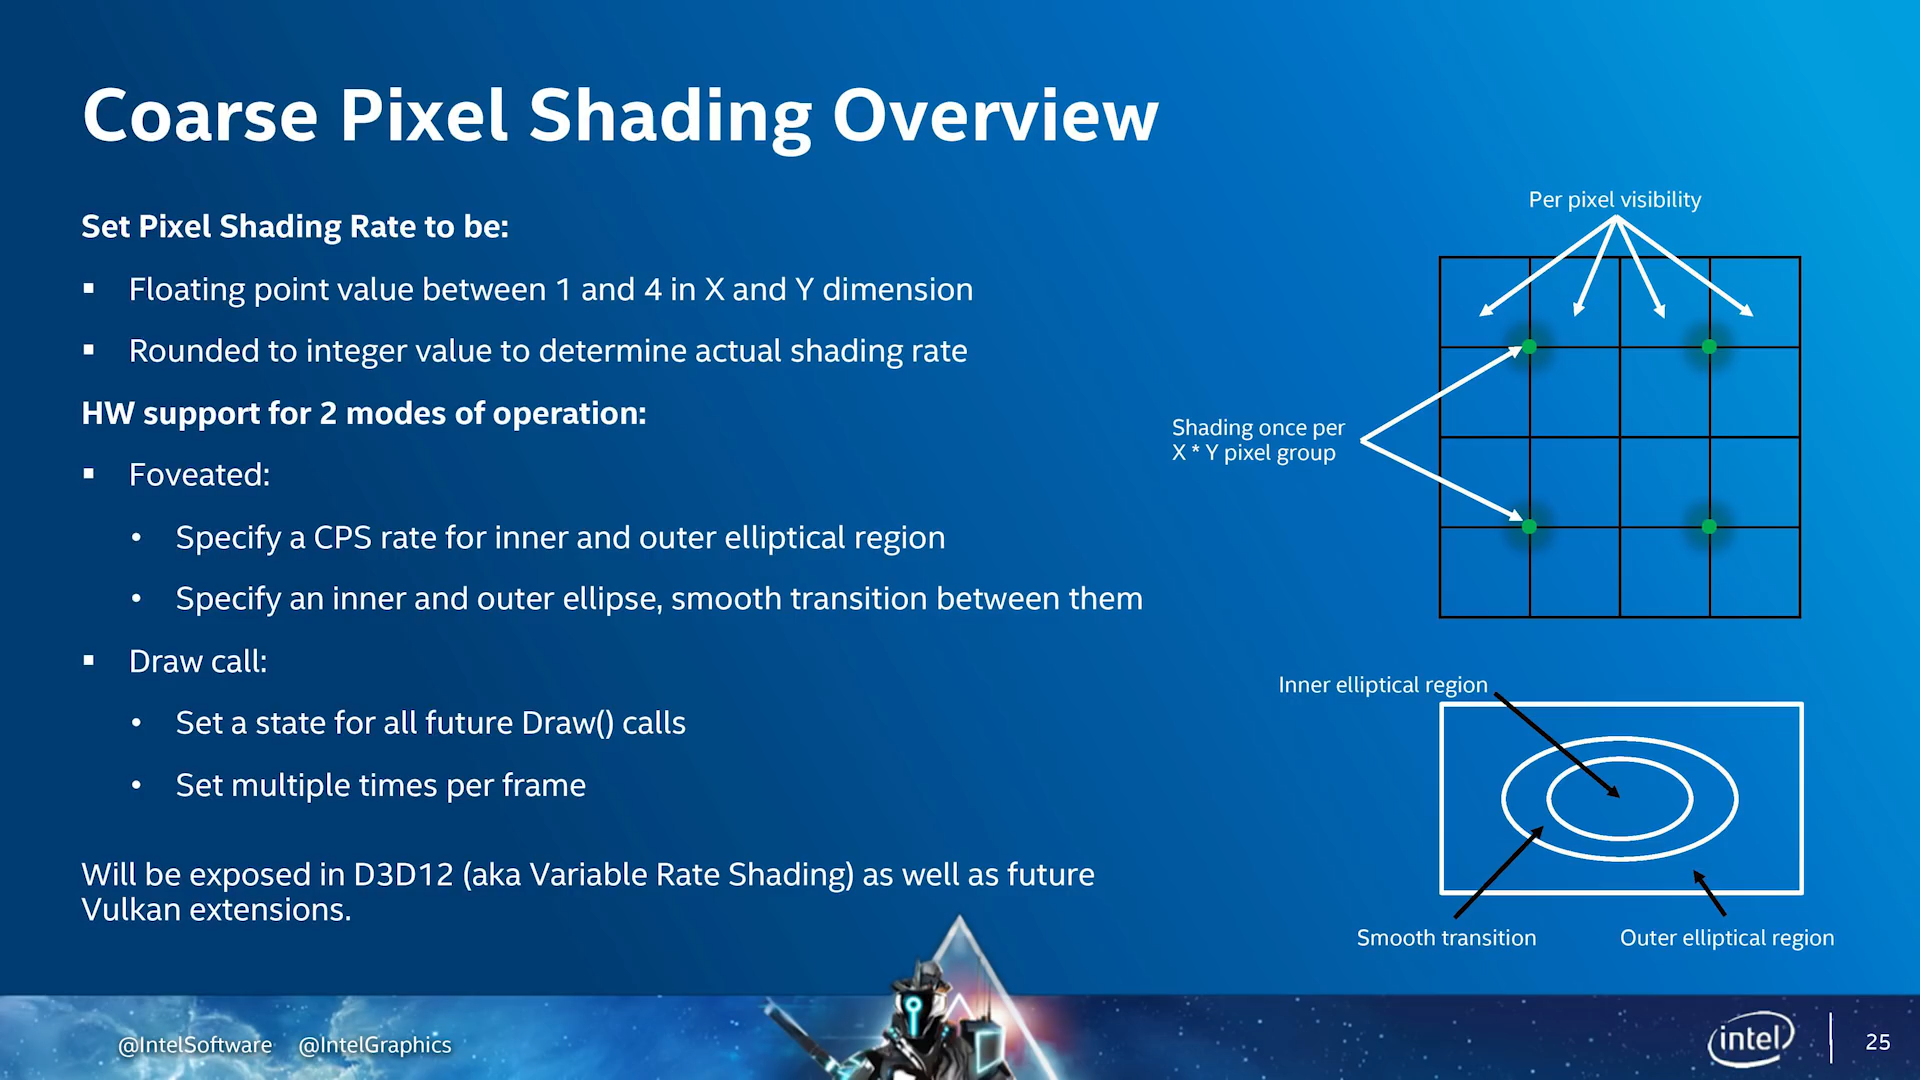 Coarse Pixel Shading Overview
Set Pixel Shading Rate to be:
▪ Floating point value between 1 and 4 in X and Y dimension
▪ Rounded to integer value to determine actual shading rate
HW support for 2 modes of operation:
▪ Foveated:
• Specify a CPS rate for inner and outer elliptical region
• Specify an inner and outer ellipse, smooth transition between them
▪ Draw call:
• Set a state for all future Draw() calls
• Set multiple times per frame
Will be exposed in D3D12 (aka Variable Rate Shading) as well as future
Vulkan extensions.
Per pixel visibility
Shading once per
X * Y pixel group
Inner elliptical region
Smooth transition
Outer elliptical region
@IntelSoftware @IntelGraphics
intel
25